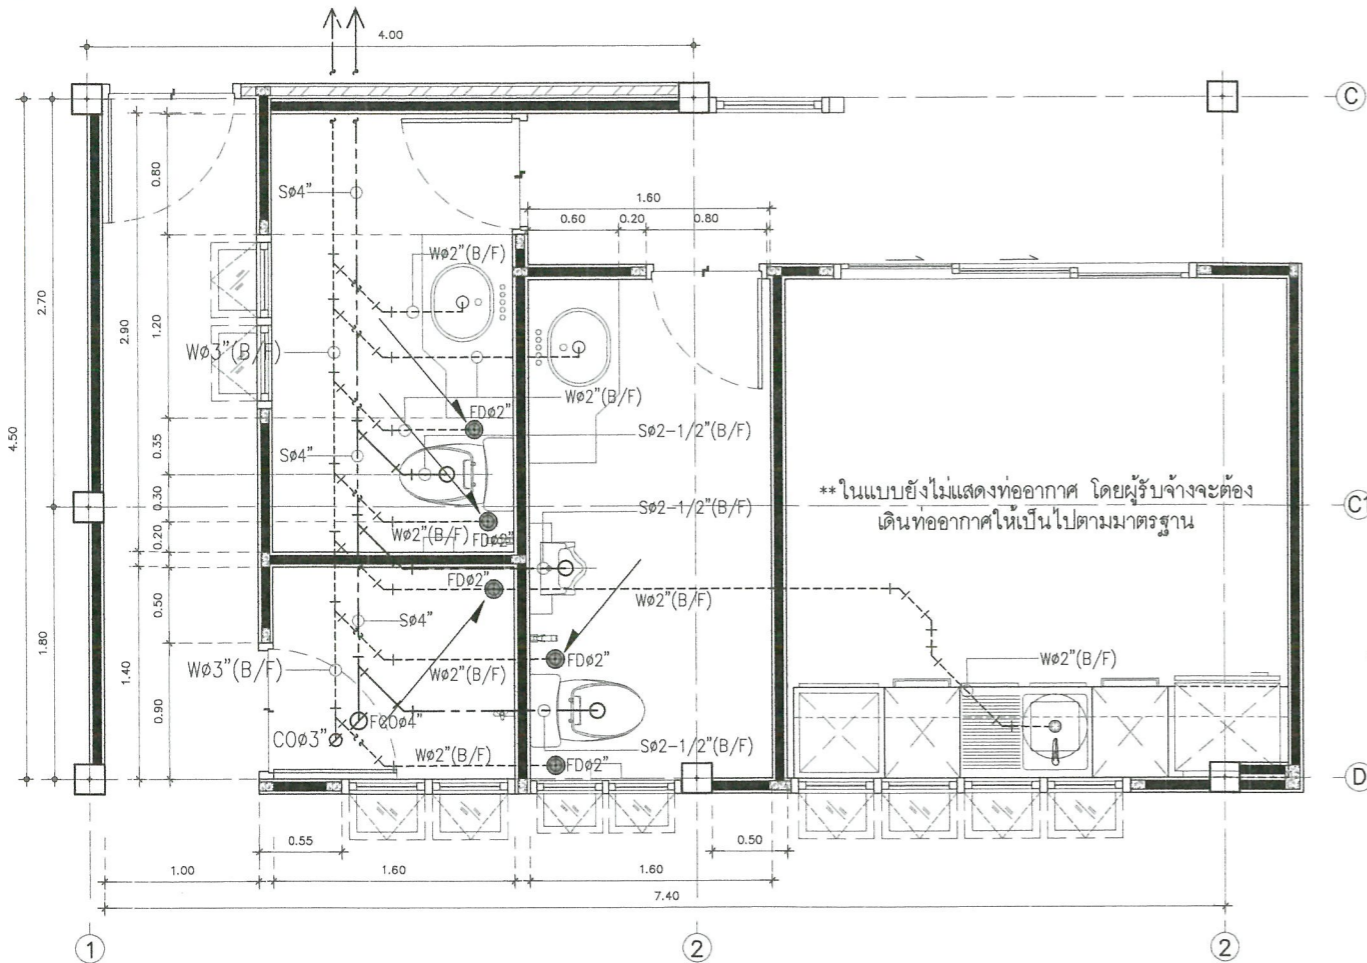 4.00
C
0.80
Sø4"
1.60
0.60
0.20
0.80
Wø2"(B/F)
2.70
2.90
1.20
Wø3"(B/F)
Wø2"(B/F)
FDø2"
Sø2-1/2"(B/F)
4.50
0.35
Sø4"
**ในแบบยังไม่แสดงท่ออากาศ โดยผู้รับจ้างจะต้อง
เดินท่ออากาศให้เป็นไปตามมาตรฐาน
0.30
Sø2-1/2"(B/F)
C1
0.20
Wø2"(B/F)
FDø2"
FDø2"
Wø2"(B/F)
0.50
Sø4"
1.80
1.40
Wø3"(B/F)
Wø2"(B/F)
FDø2"
Wø2"(B/F)
0.90
FCOø4"
COø3"
Wø2"(B/F)
Sø2-1/2"(B/F)
FDø2"
D
0.55
0.50
1.00
1.60
1.60
7.40
1
2
2